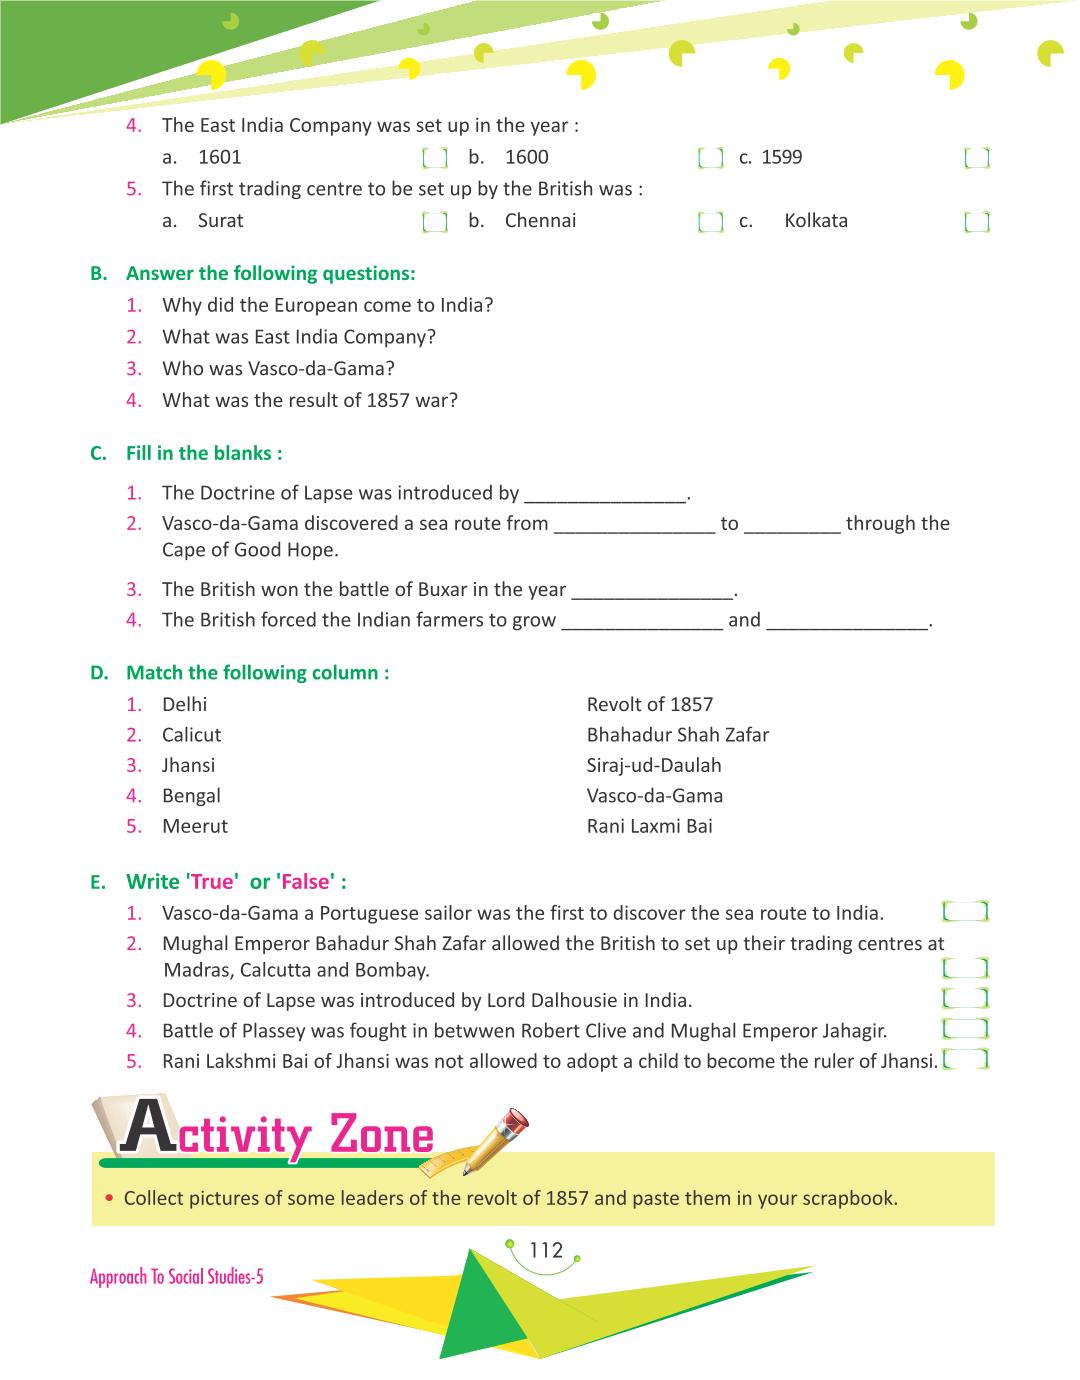 4. The East India Company was set up in the year :
a. 1601 b. 1600 c. 1599
5. The first trading centre to be set up by the British was :
a. Surat b. Chennai c. Kolkata
B. Answer the following questions:
1. Why did the European come to India?
2. What was East India Company?
3. Who was Vasco-da-Gama?
4. What was the result of 1857 war?
C. Fill in the blanks :
1. The Doctrine of Lapse was introduced by _______________.
2. Vasco-da-Gama discovered a sea route from _______________ to _________ through the
Cape of Good Hope.
3. The British won the battle of Buxar in the year _______________.
4. The British forced the Indian farmers to grow _______________ and _______________.
D. Match the following column :
1. Delhi Revolt of 1857
2. Calicut Bhahadur Shah Zafar
3. Jhansi Siraj-ud-Daulah
4. Bengal Vasco-da-Gama
5. Meerut Rani Laxmi Bai
E. Write 'True' or 'False' :
1. Vasco-da-Gama a Portuguese sailor was the first to discover the sea route to India.
2. Mughal Emperor Bahadur Shah Zafar allowed the British to set up their trading centres at
Madras, Calcutta and Bombay.
3. Doctrine of Lapse was introduced by Lord Dalhousie in India.
4. Battle of Plassey was fought in betwwen Robert Clive and Mughal Emperor Jahagir.
5. Rani Lakshmi Bai of Jhansi was not allowed to adopt a child to become the ruler of Jhansi.
Activity Zone
• Collect pictures of some leaders of the revolt of 1857 and paste them in your scrapbook.
112
Approach To Social Studies-5